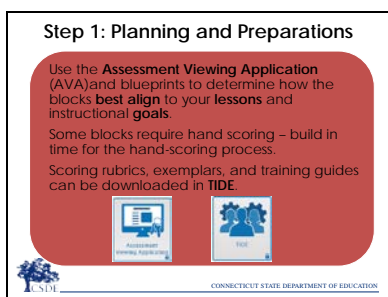 Step 1: Planning and Preparations
Use the Assessment Viewing Application
(AVA)and blueprints to determine how the
blocks best align to your lessons and
instructional goals.
Some blocks require hand scoring – build in
time for the hand-scoring process.
Scoring rubrics, exemplars, and training guides
can be downloaded in TIDE.
Assessment
Viewing Application
TIDE
CSDE
CONNECTICUT STATE DEPARTMENT OF EDUCATION